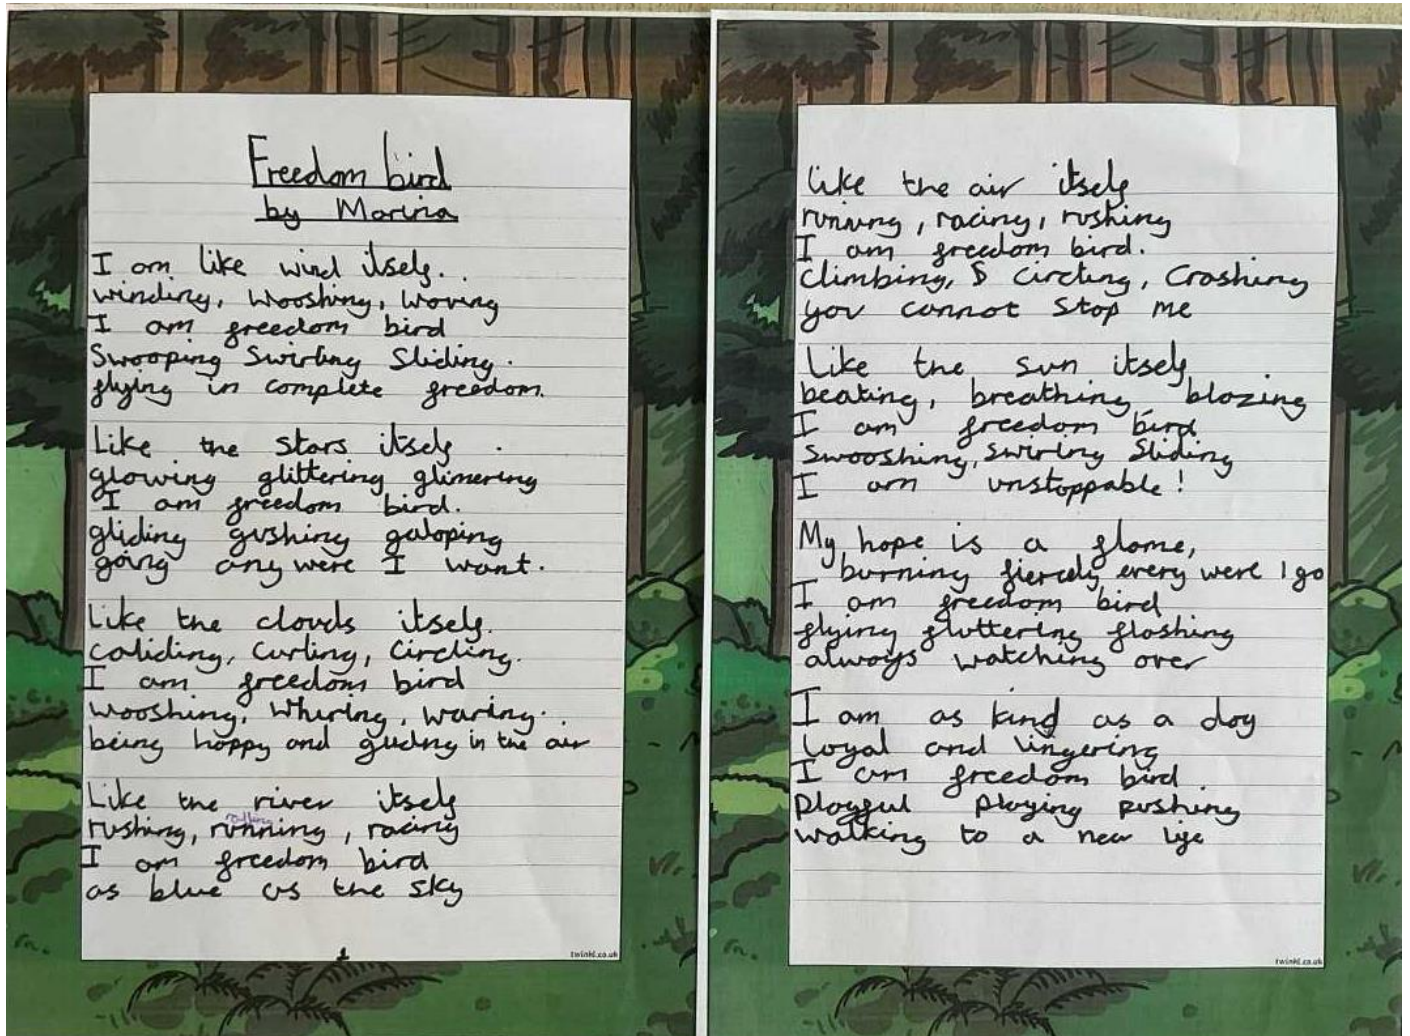 Freedom bird
by Marina
I am like wind itself.
winding, wooshing, woving
I am freedom bird
Swooping Swirling Sliding.
flying in complete freedom.
Like the stars itself
glowing glittering glimering
I am freedom bird.
gliding gushing galoping
going any were I want.
Like the clouds itself.
coliding, curling, circling.
I am freedom bird
wooshing, whiring, waring.
being happy and gliding in the air
Like the river itself
rushing, running, racing
rolling
I am freedom bird
as blue as the sky
1
twinkl.co.uk
like the air itself
running, racing, rushing
I am freedom bird.
climbing, circling, Crashing
you cannot stop me
Like the sun itself
beating, breathing blazing
I am freedom bird
swooshing, swirling Sliding
I am unstoppable!
My hope is a flame,
burning fiercely every were I go
I am freedom bird
flying fluttering flashing
always watching over
I am as kind as a dog
loyal and lingering
I am freedom bird
playful playing pushing
walking to a new life
twinkl.co.uk